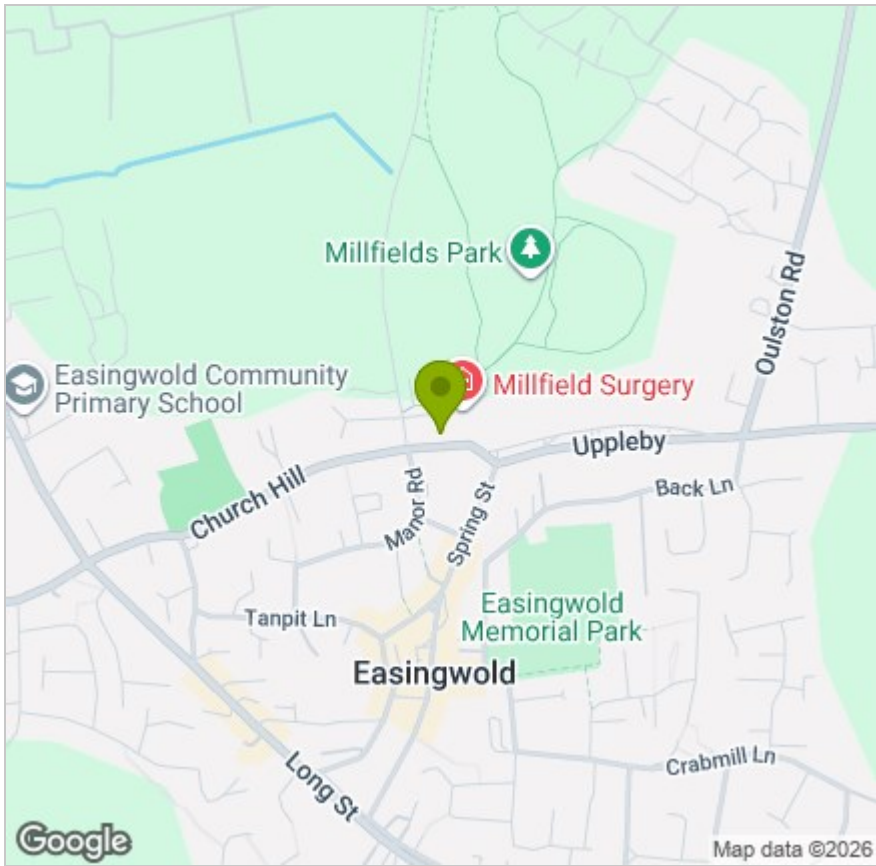 Millfields Park
Oulston Rd
Easingwold Community
Primary School
Millfield Surgery
Uppleby
Church Hill
Manor Rd
Spring St
Back Ln
Easingwold
Memorial Park
Tanpit Ln
Easingwold
Long St
Crabmill Ln
Google
Map data ©2026